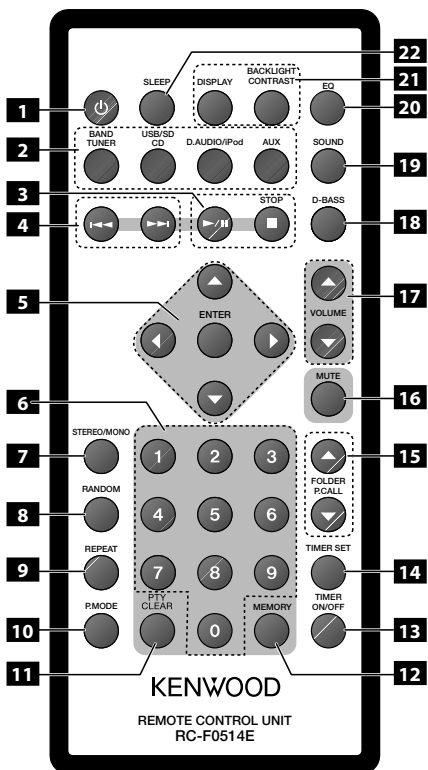 22
SLEEP
DISPLAY
BACKLIGHT
CONTRAST
21
EQ
1
20
BAND
TUNER
USB/SD
CD
D.AUDIO/iPod
AUX
SOUND
2
19
3
STOP
D-BASS
4
18
5
ENTER
VOLUME
17
MUTE
16
6
STEREO/MONO
7
1
2
3
15
FOLDER
P.CALL
RANDOM
8
4
5
6
REPEAT
TIMER SET
9
7
8
9
14
P.MODE
PTY
CLEAR
MEMORY
TIMER
ON/OFF
10
0
13
11
12
KENWOOD
REMOTE CONTROL UNIT
RC-F0514E